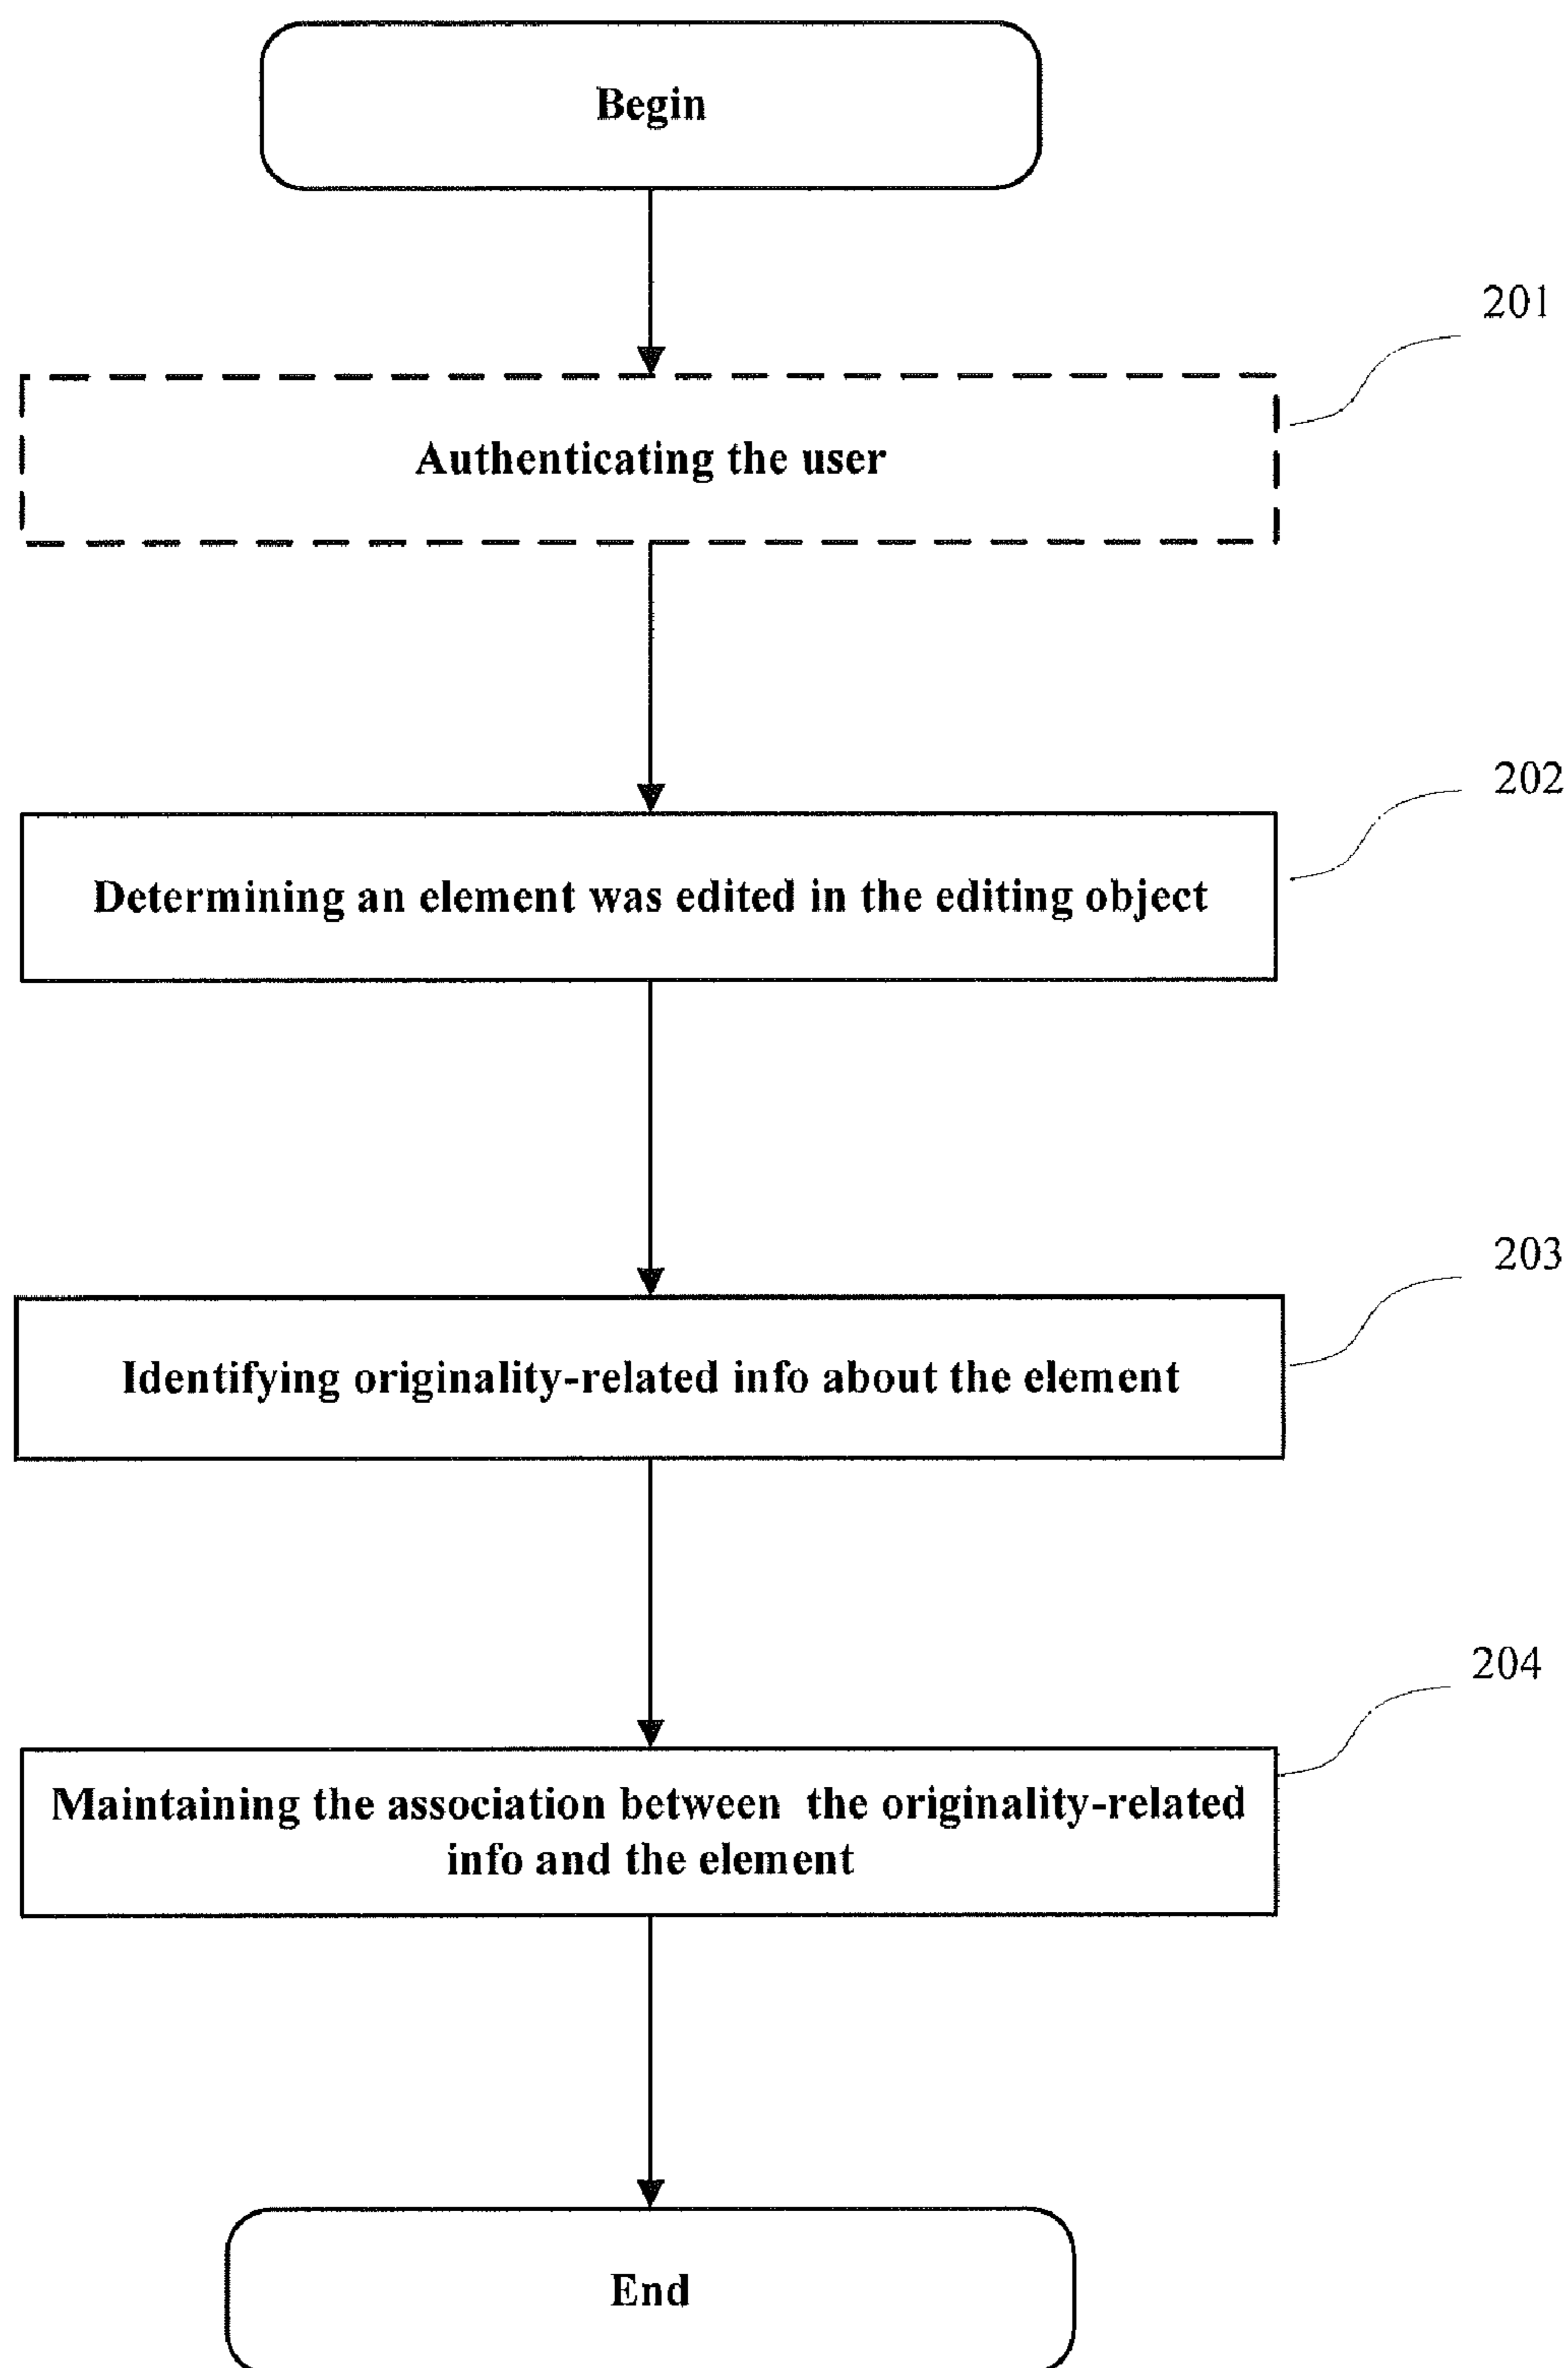 Begin
201
Authenticating the user
202
Determining an element was edited in the editing object
203
Identifying originality-related info about the element
204
Maintaining the association between the originality-related
info and the element
End